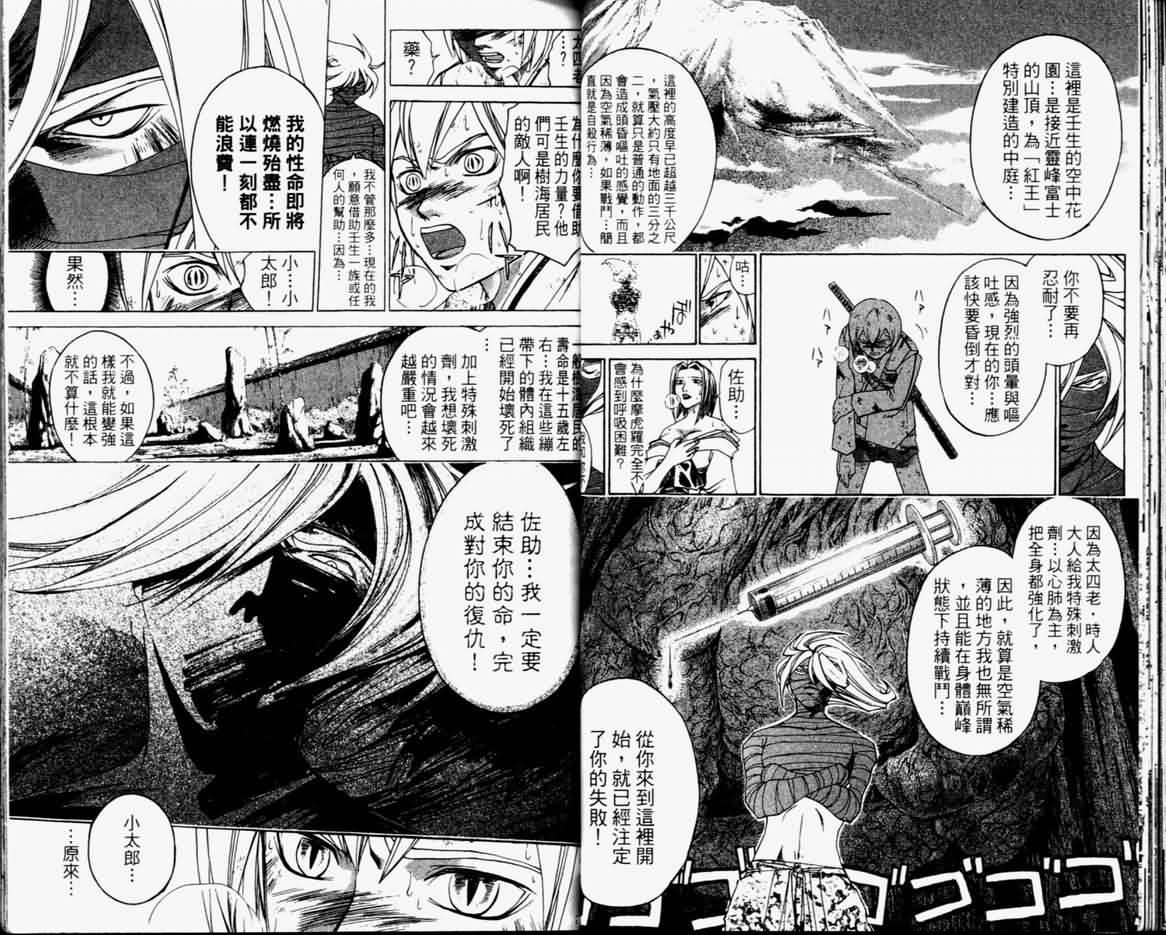 這裡是壬生的空中花
園…是接近靈峰富士
的山頂，為「紅王」
特別建造的中庭…
這裡的高度早已超越三千公尺
，氣壓大約只有地面的三分之
二，就算只是普通的動作，都
會造成頭昏嘔吐的感覺，而且
因為空氣稀薄，如果戰鬥…簡
直就是自殺行為…
你不要再
忍耐了…
因為強烈的頭暈與嘔
吐感，現在的你…應
該快要昏倒才對…
咕…
佐助…
為什麼摩虎羅完全不
會感到呼吸困難？
因為太四老．時人
大人給我特殊刺激
劑…以心肺為主，
把全身都強化了，
因此，就算是空氣稀
薄的地方我也無所謂
，並且能在身體巔峰
狀態下持續戰鬥…
從你來到這裡開
始，就已經注定
了你的失敗！
ゴゴゴゴゴ
太四老
…？
藥？
為什麼你要借助
壬生的力量？他
們可是樹海居民
的敵人啊！
我不管那麼多…現在的我
，願意借助壬生一族或任
何人的幫助…因為…
我的性命即將
燃燒殆盡…所
以連一刻都不
能浪費！
小…小
太郎！
果然…
一般樹海居民的
壽命是十五歲左
右…我在這些繃
帶下的體內組織
已經開始壞死了
…
加上特殊刺激
劑，我想壞死
的情況會越來
越嚴重吧…
不過，如果這
樣我就能變強
的話，這根本
就不算什麼！
佐助…我一定要
結束你的命，完
成對你的復仇！
小太郎…
…原來…